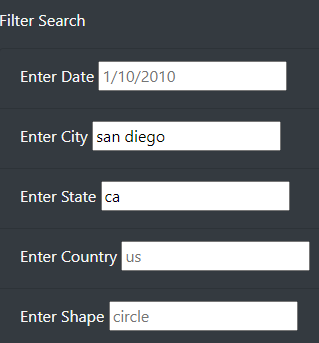 Filter Search
Enter Date 1/10/2010
Enter City san diego
Enter State ca
Enter Country us
Enter Shape circle